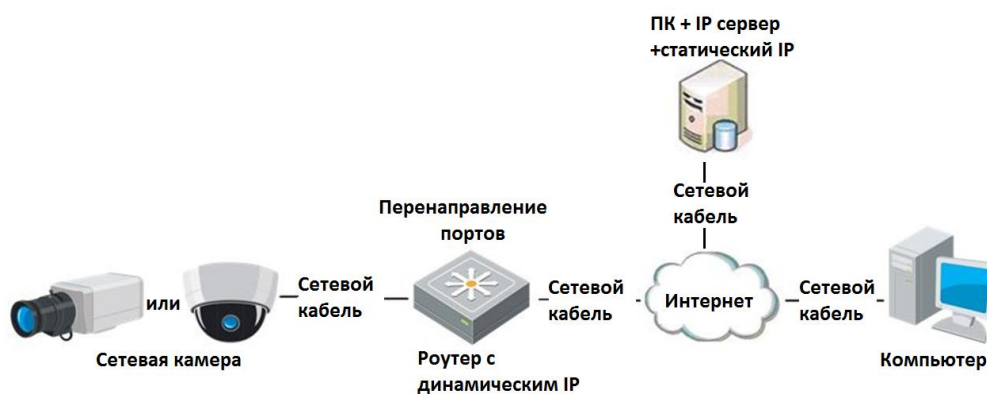 ПК + IP сервер
+статический IP
Сетевой
кабель
Перенаправление
портов
или
Сетевой
кабель
Сетевой
кабель
Интернет
Сетевой
кабель
Сетевая камера
Роутер с
динамическим IP
Компьютер